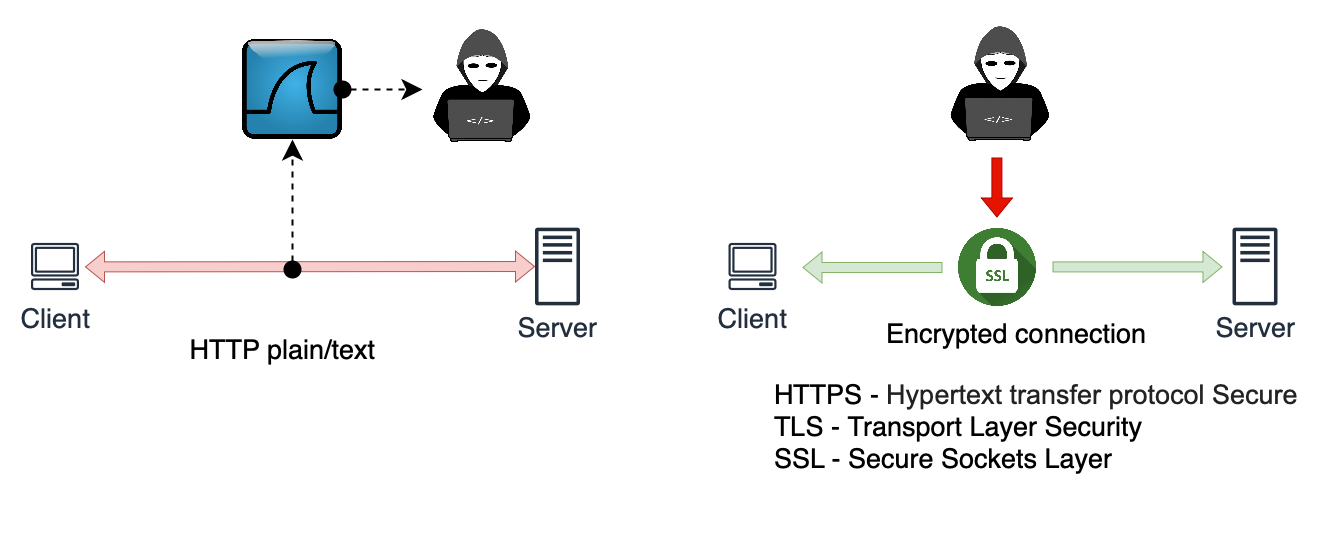 </>
</>
Client
Server
HTTP plain/text
SSL
Client
Server
Encrypted connection
HTTPS - Hypertext transfer protocol Secure
TLS - Transport Layer Security
SSL - Secure Sockets Layer